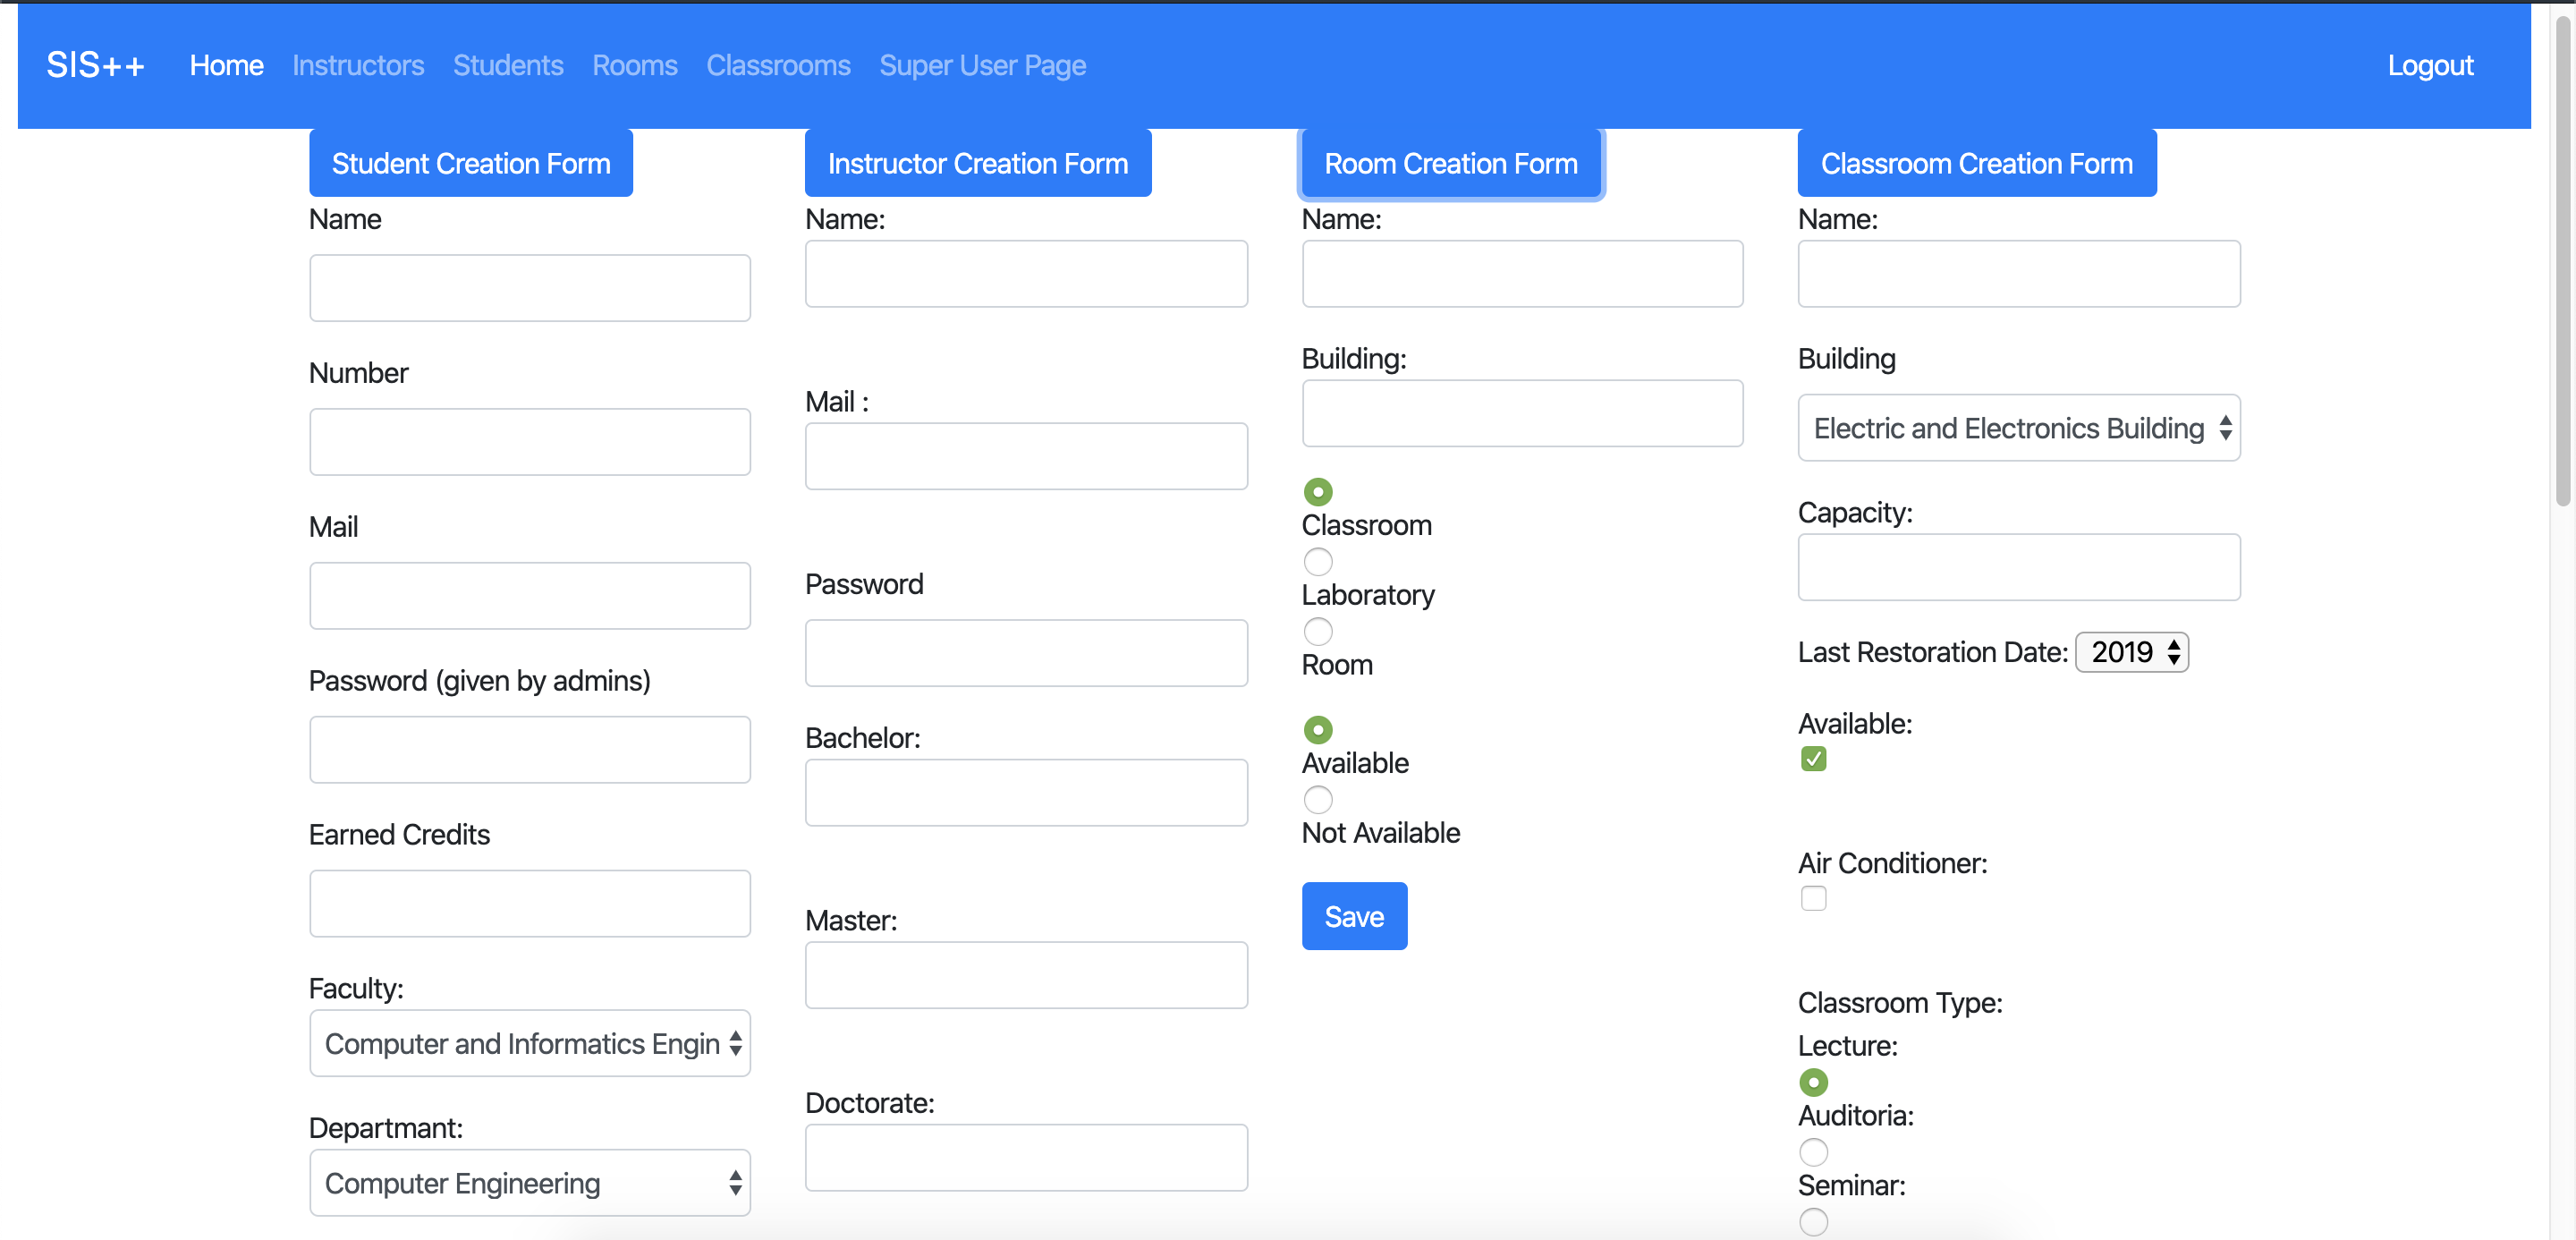 SIS++ Home Instructors Students Rooms Classrooms Super User Page Logout
Student Creation Form
Name
Number
Mail
Password (given by admins)
Earned Credits
Faculty:
Computer and Informatics Engin
Departmant:
Computer Engineering
Instructor Creation Form
Name:
Mail :
Password
Bachelor:
Master:
Doctorate:
Room Creation Form
Name:
Building:
Classroom
Laboratory
Room
Available
Not Available
Save
Classroom Creation Form
Name:
Building
Electric and Electronics Building
Capacity:
Last Restoration Date: 2019
Available:
Air Conditioner:
Classroom Type:
Lecture:
Auditoria:
Seminar: